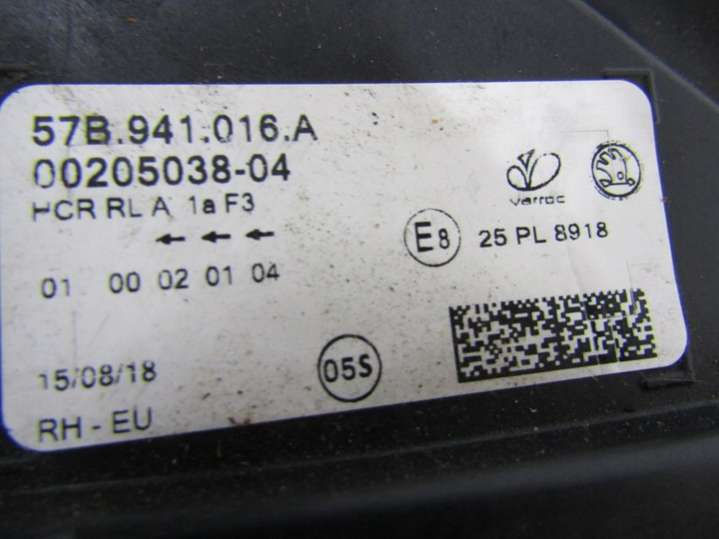 57B.941.016.A
00205038-04
HCR RL A 1a F3
varroc
E8 25 PL 8918
01 00 02 01 04
15/08/18
05S
RH - EU